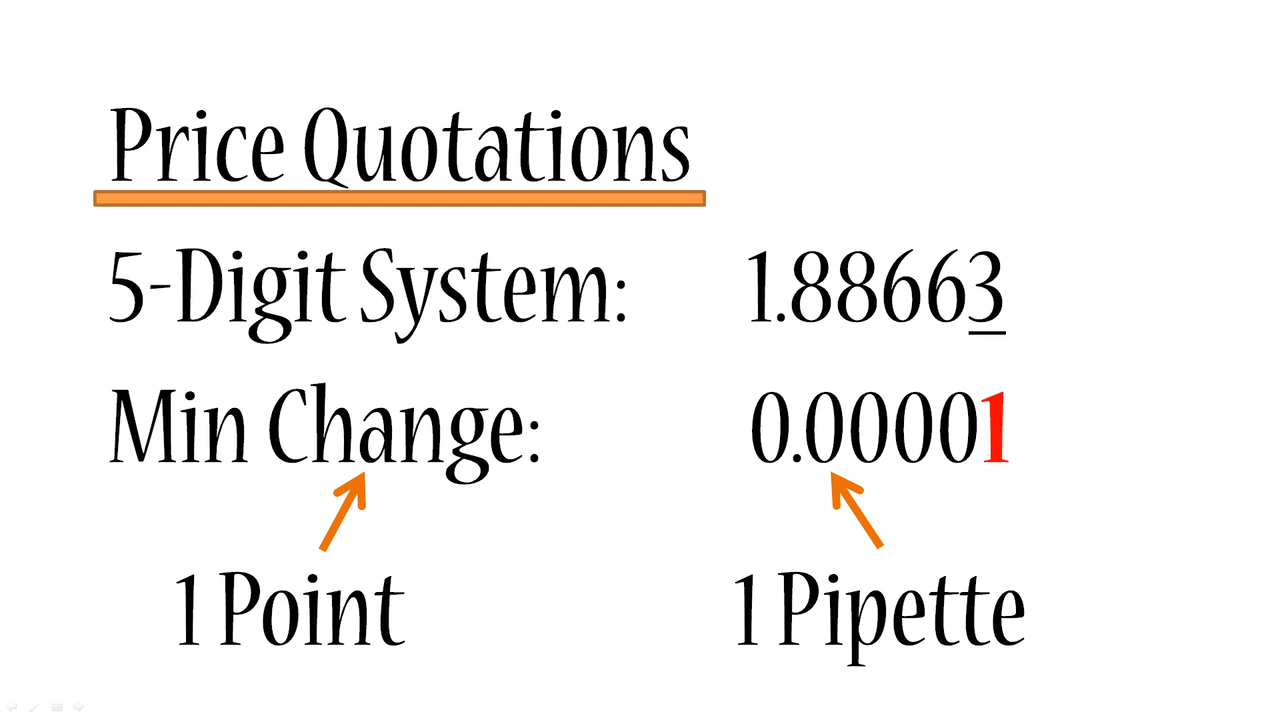 Price Quotations
5-Digit System: 1.88663
Min Change: 0.00001
1 Point 1 Pipette